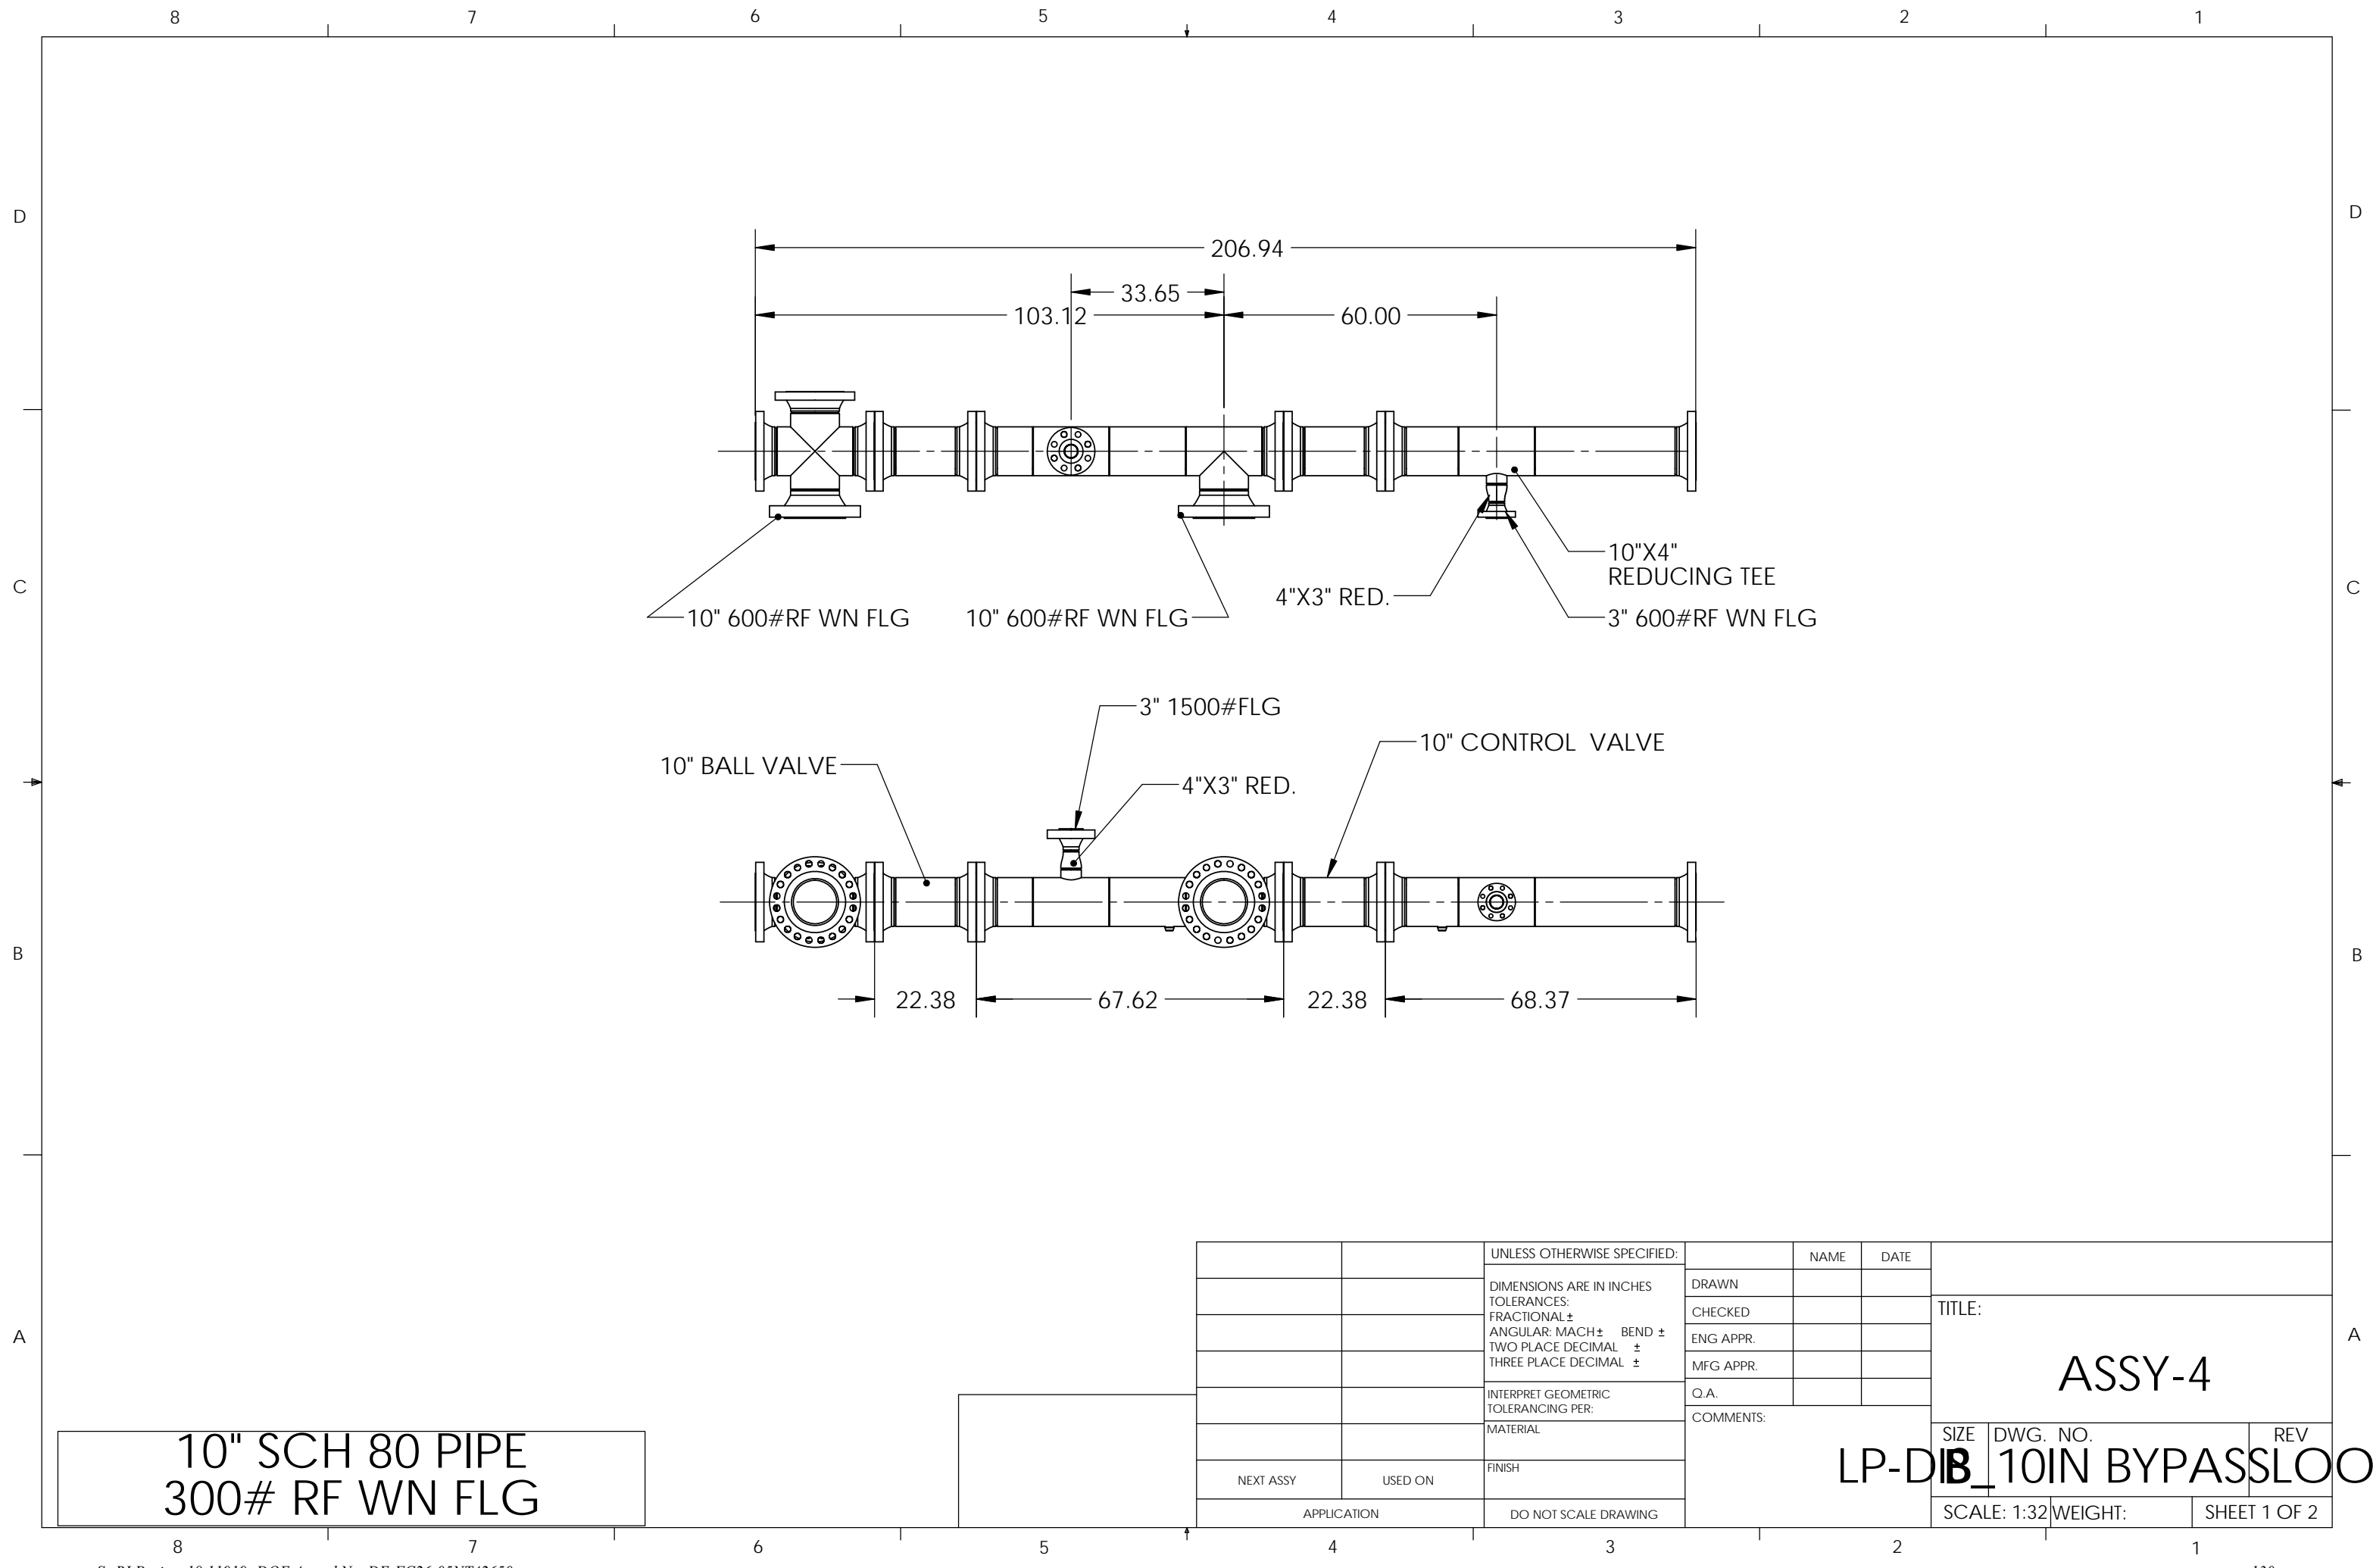 8 7 6 5 4 3 2 1
D D
206.94
33.65
103.12 60.00
10"X4"
REDUCING TEE
C C
4"X3" RED.
10" 600#RF WN FLG 10" 600#RF WN FLG 3" 600#RF WN FLG
3" 1500#FLG
10" CONTROL VALVE
10" BALL VALVE
4"X3" RED.
B B
22.38 67.62 22.38 68.37
UNLESS OTHERWISE SPECIFIED:
NAME DATE
DIMENSIONS ARE IN INCHES
TOLERANCES:
FRACTIONAL ±
ANGULAR: MACH ± BEND ±
TWO PLACE DECIMAL ±
THREE PLACE DECIMAL ±
DRAWN
CHECKED
ENG APPR.
MFG APPR.
Q.A.
COMMENTS:
INTERPRET GEOMETRIC
TOLERANCING PER:
MATERIAL
FINISH
NEXT ASSY USED ON
APPLICATION
DO NOT SCALE DRAWING
TITLE:
A A
ASSY-4
SIZE DWG. NO. REV
B
10IN BYPASSLOO
SCALE: 1:32 WEIGHT: SHEET 1 OF 2
10" SCH 80 PIPE
300# RF WN FLG
8 7 6 5 4 3 2 1